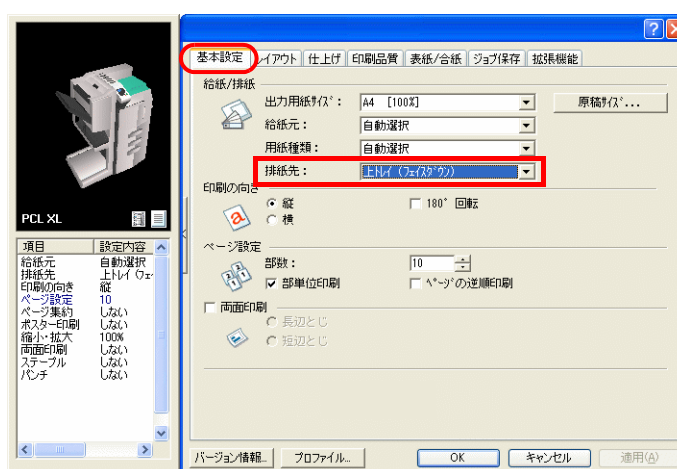 基本設定 レイアウト 仕上げ 印刷品質 表紙/合紙 ジョブ保存 拡張機能
給紙/排紙
出力用紙ｻｲｽﾞ： A4 [100%] 原稿ｻｲｽﾞ...
給紙元： 自動選択
用紙種類： 自動選択
排紙先： 上ﾄﾚｲ (ﾌｪｲｽﾀﾞｳﾝ)
印刷の向き
縦 180° 回転
横
ページ設定
部数： 10
部単位印刷 ﾍﾟｰｼﾞの逆順印刷
両面印刷
長辺とじ
短辺とじ
バージョン情報... プロファイル... OK キャンセル 適用(A)
PCL XL
項目 設定内容
給紙元 自動選択
排紙先 上ﾄﾚｲ (ﾌｪ
印刷の向き 縦
ページ設定 10
ページ集約 しない
ポスター印刷 しない
縮小・拡大 100%
両面印刷 しない
ステープル しない
パンチ しない